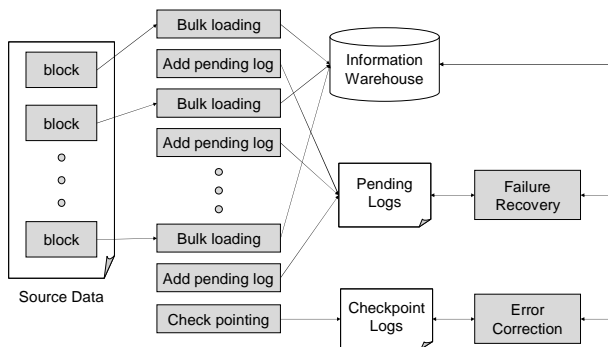 block
block
block
Source Data
Bulk loading
Add pending log
Bulk loading
Add pending log
Bulk loading
Add pending log
Check pointing
Information
Warehouse
Pending
Logs
Failure
Recovery
Checkpoint
Logs
Error
Correction